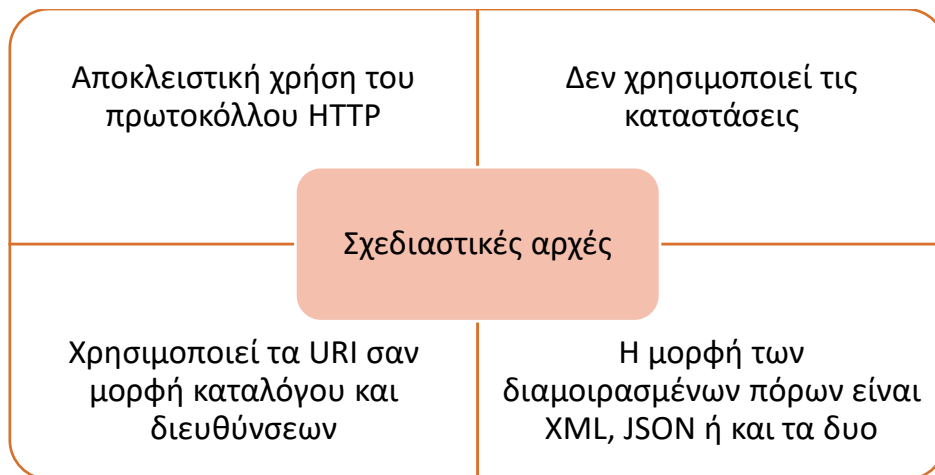 Αποκλειστική χρήση του
πρωτοκόλλου HTTP
Δεν χρησιμοποιεί τις
καταστάσεις
Σχεδιαστικές αρχές
Χρησιμοποιεί τα URI σαν
μορφή καταλόγου και
διευθύνσεων
Η μορφή των
διαμοιρασμένων πόρων είναι
XML, JSON ή και τα δυο